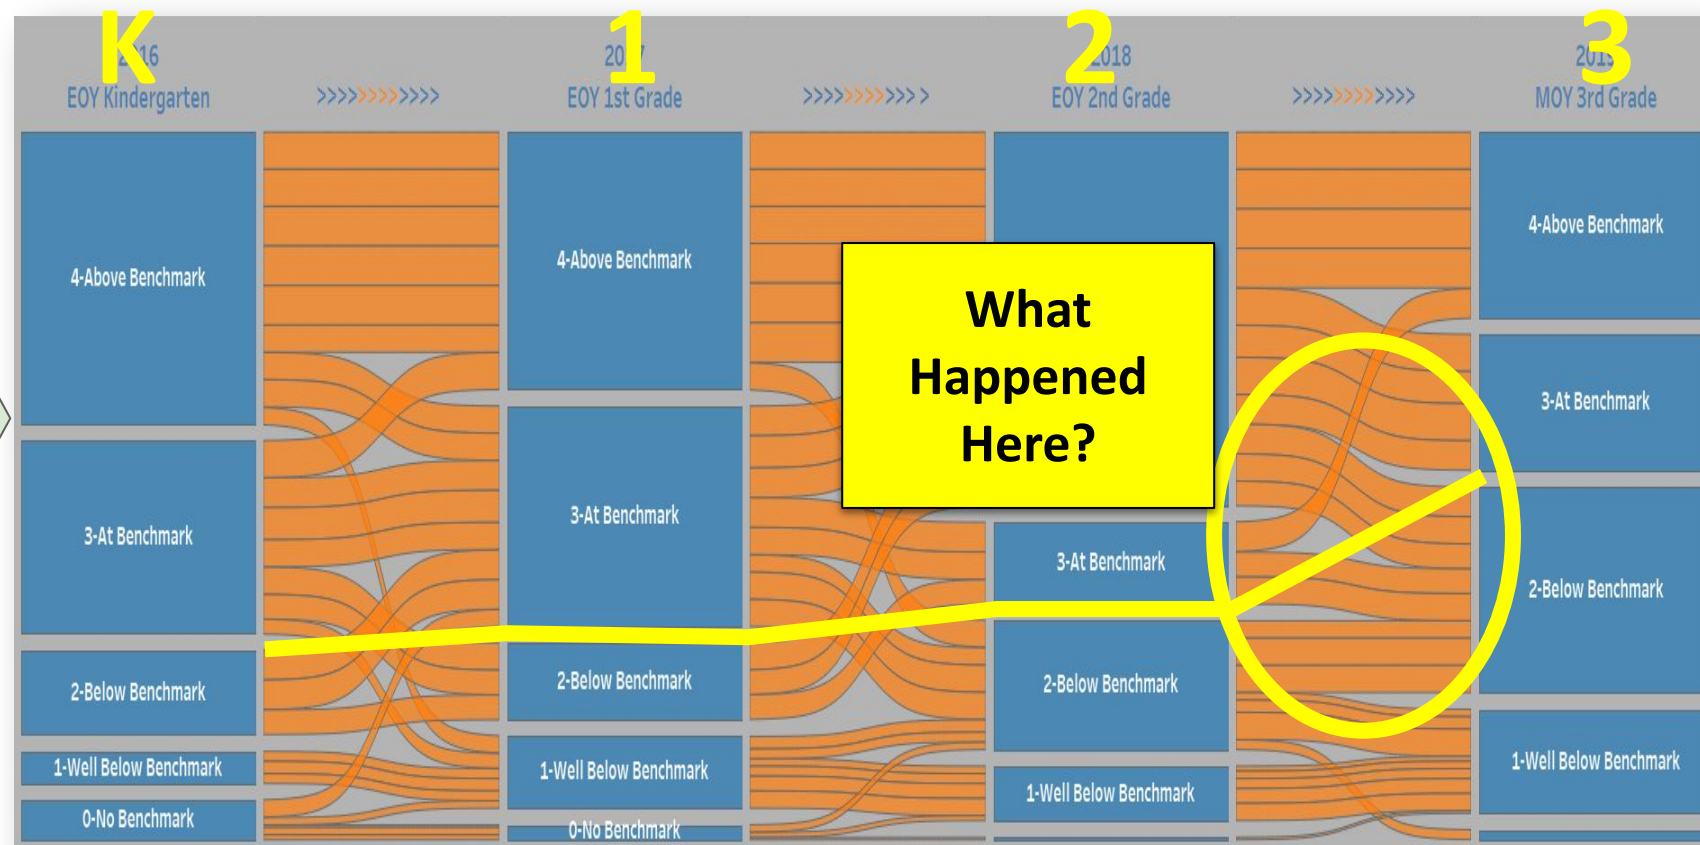 K 1 2 3
2016 2017 2018 2019
EOY Kindergarten >>>>>>>>>>>> EOY 1st Grade >>>>>>>>>>>> EOY 2nd Grade >>>>>>>>>>>> MOY 3rd Grade
4-Above Benchmark
3-At Benchmark
2-Below Benchmark
1-Well Below Benchmark
0-No Benchmark
4-Above Benchmark
3-At Benchmark
2-Below Benchmark
1-Well Below Benchmark
0-No Benchmark
What
Happened
Here?
3-At Benchmark
2-Below Benchmark
1-Well Below Benchmark
4-Above Benchmark
3-At Benchmark
2-Below Benchmark
1-Well Below Benchmark